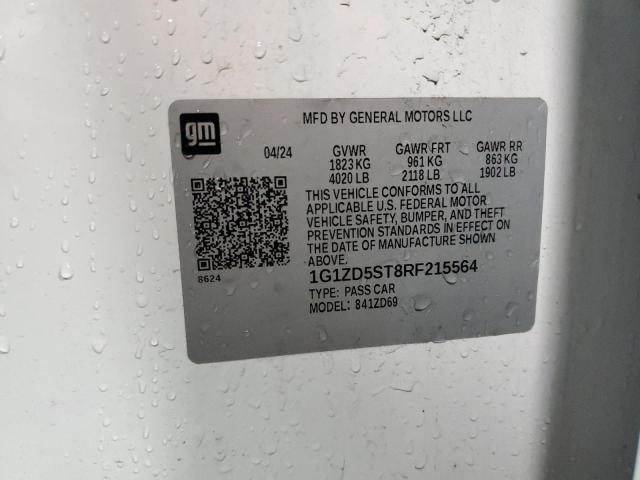 gm
MFD BY GENERAL MOTORS LLC
04/24 GVWR GAWR FRT GAWR RR
1823 KG 961 KG 863 KG
4020 LB 2118 LB 1902 LB
THIS VEHICLE CONFORMS TO ALL
APPLICABLE U.S. FEDERAL MOTOR
VEHICLE SAFETY, BUMPER, AND THEFT
PREVENTION STANDARDS IN EFFECT ON
THE DATE OF MANUFACTURE SHOWN
ABOVE.
8624
1G1ZD5ST8RF215564
TYPE: PASS CAR
MODEL: 841ZD69